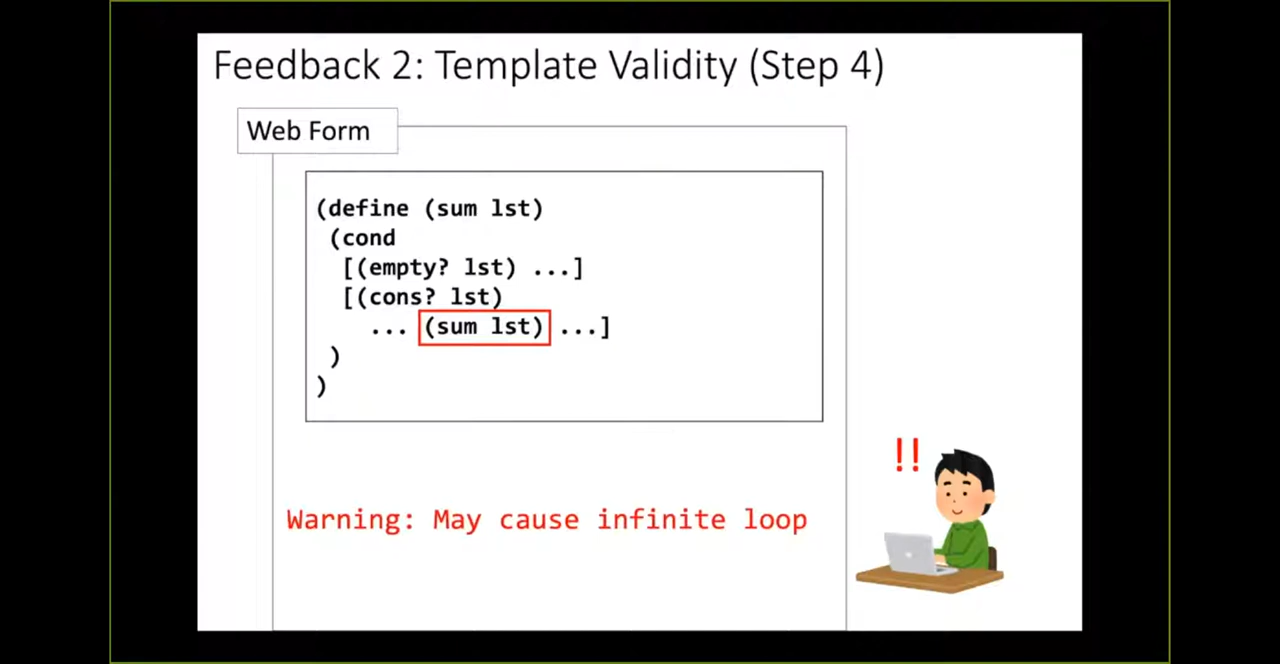 Feedback 2: Template Validity (Step 4)
Web Form
(define (sum lst)
(cond
[(empty? lst) ...]
[(cons? lst)
... (sum lst) ...]
)
)
!!
Warning: May cause infinite loop